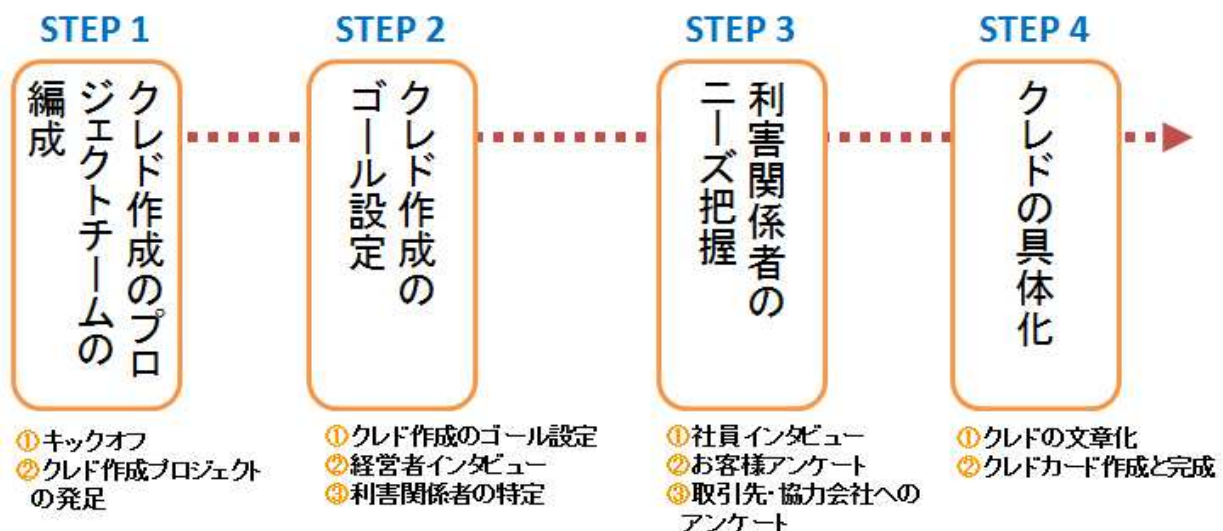 STEP 1
クレド作成のプロ
ジェクトチームの
編成
①キックオフ
②クレド作成プロジェクト
の発足
STEP 2
クレド作成の
ゴール設定
①クレド作成のゴール設定
②経営者インタビュー
③利害関係者の特定
STEP 3
利害関係者の
ニーズ把握
①社員インタビュー
②お客様アンケート
③取引先・協力会社への
アンケート
STEP 4
クレドの具体化
①クレドの文章化
②クレドカード作成と完成